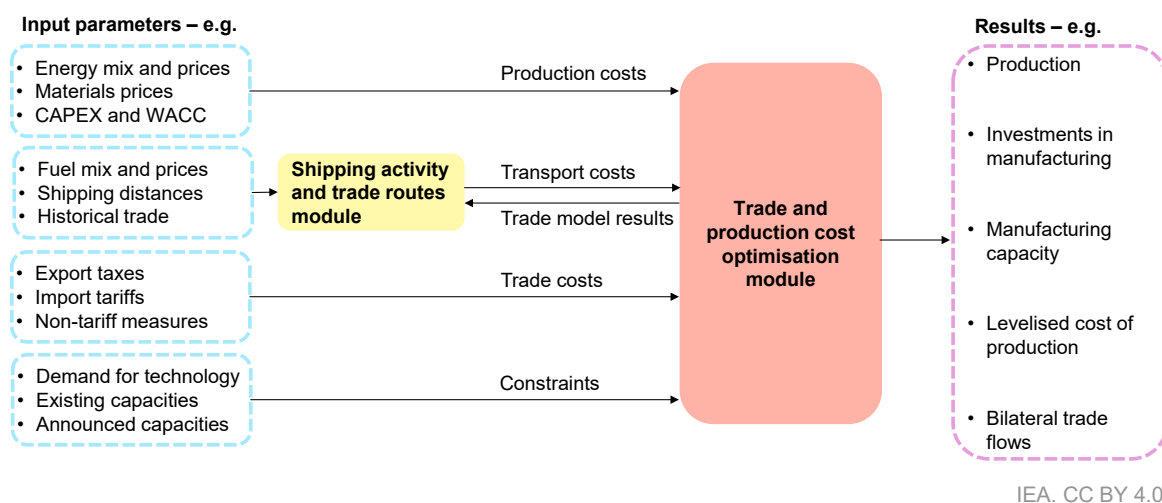 Input parameters – e.g.
• Energy mix and prices
• Materials prices
• CAPEX and WACC
• Fuel mix and prices
• Shipping distances
• Historical trade
• Export taxes
• Import tariffs
• Non-tariff measures
• Demand for technology
• Existing capacities
• Announced capacities
Shipping activity
and trade routes
module
Production costs
Transport costs
Trade model results
Trade costs
Constraints
Trade and
production cost
optimisation
module
Results – e.g.
• Production
• Investments in
manufacturing
• Manufacturing
capacity
• Levelised cost of
production
• Bilateral trade
flows
IEA. CC BY 4.0